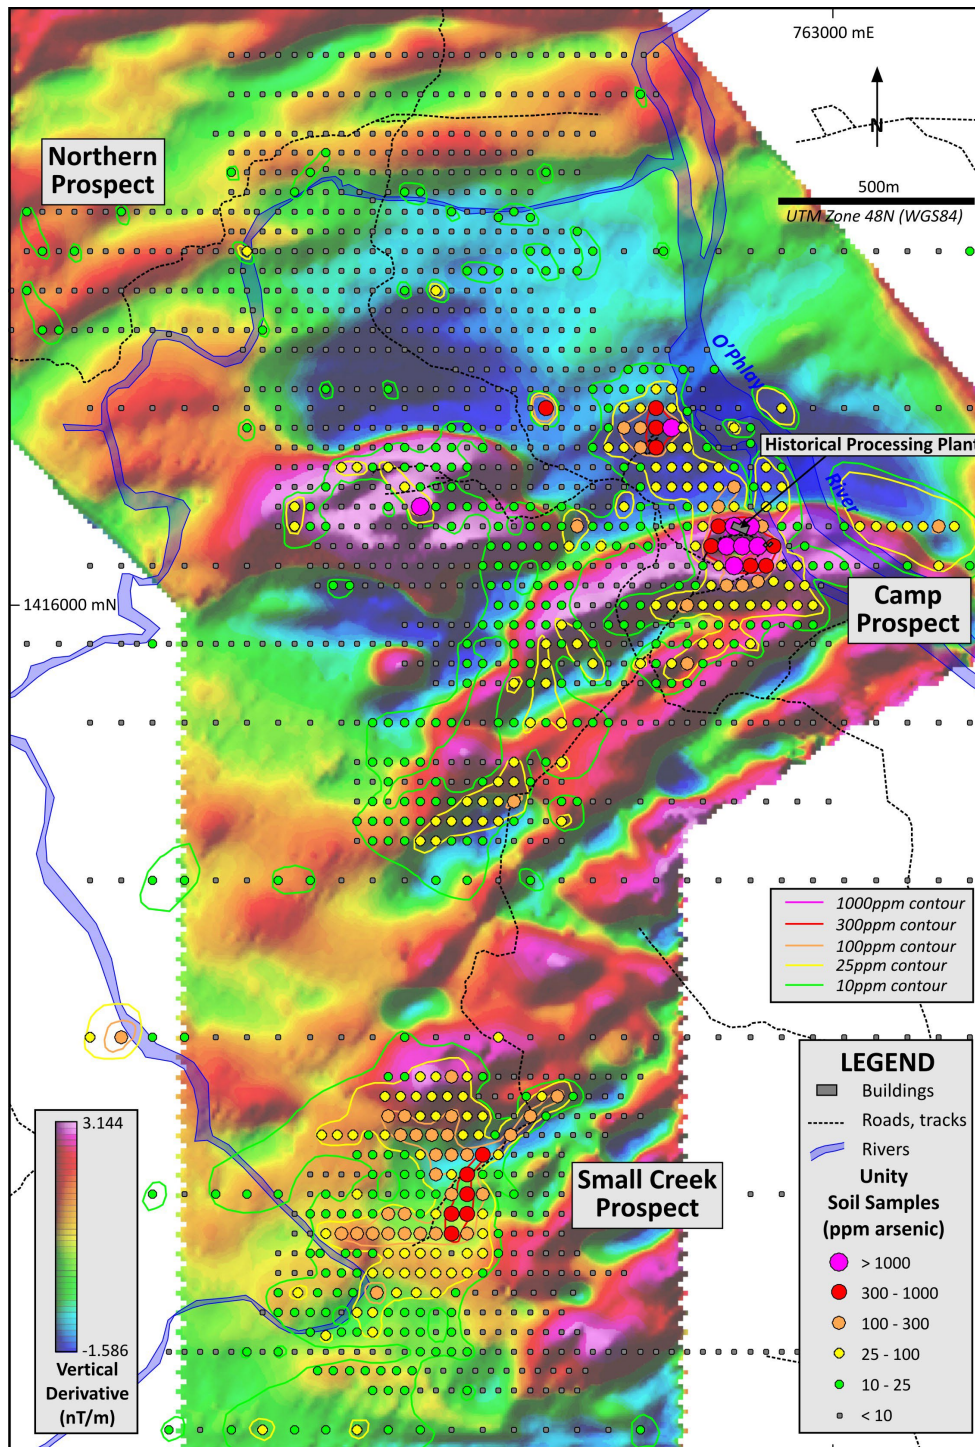 763000 mE
N
500m
UTM Zone 48N (WGS84)
Northern
Prospect
O'Phlay
River
Historical Processing Plant
1416000 mN
Camp
Prospect
1000ppm contour
300ppm contour
100ppm contour
25ppm contour
10ppm contour
LEGEND
Buildings
Roads, tracks
Rivers
Unity
Soil Samples
(ppm arsenic)
> 1000
300 - 1000
100 - 300
25 - 100
10 - 25
< 10
Small Creek
Prospect
3.144
-1.586
Vertical
Derivative
(nT/m)